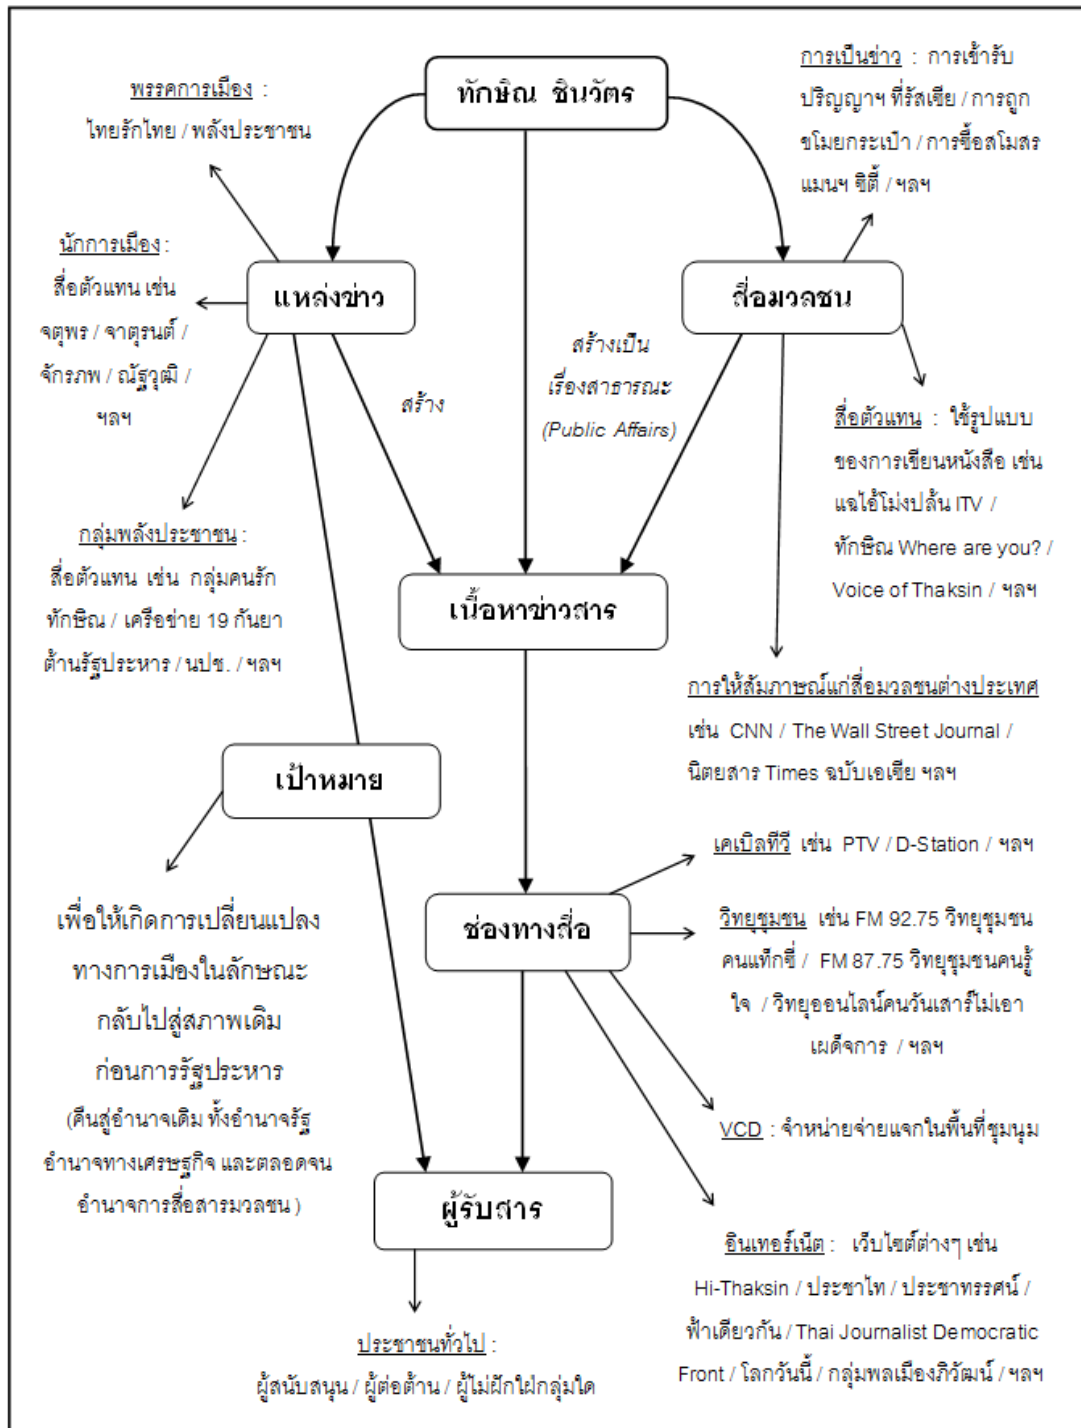 ทักษิณ ชินวัตร
พรรคการเมือง :
ไทยรักไทย / พลังประชาชน
การเป็นข่าว : การเข้ารับ
ปริญญาฯ ที่รัสเซีย / การถูก
ขโมยกระเป๋า / การซื้อสโมสร
แมนฯ ซิตี้ / ฯลฯ
นักการเมือง :
สื่อตัวแทน เช่น
จตุพร / จาตุรนต์ /
จักรภพ / ณัฐวุฒิ /
ฯลฯ
แหล่งข่าว
สื่อมวลชน
สร้าง
สร้างเป็น
เรื่องสาธารณะ
(Public Affairs)
สื่อตัวแทน : ใช้รูปแบบ
ของการเขียนหนังสือ เช่น
แฉไอ้โม่งปล้น ITV /
ทักษิณ Where are you? /
Voice of Thaksin / ฯลฯ
กลุ่มพลังประชาชน :
สื่อตัวแทน เช่น กลุ่มคนรัก
ทักษิณ / เครือข่าย 19 กันยา
ต้านรัฐประหาร / นปช. / ฯลฯ
เนื้อหาข่าวสาร
การให้สัมภาษณ์แก่สื่อมวลชนต่างประเทศ
เช่น CNN / The Wall Street Journal /
นิตยสาร Times ฉบับเอเชีย ฯลฯ
เป้าหมาย
เพื่อให้เกิดการเปลี่ยนแปลง
ทางการเมืองในลักษณะ
กลับไปสู่สภาพเดิม
ก่อนการรัฐประหาร
(คืนสู่อำนาจเดิม ทั้งอำนาจรัฐ
อำนาจทางเศรษฐกิจ และตลอดจน
อำนาจการสื่อสารมวลชน )
ช่องทางสื่อ
เคเบิลทีวี เช่น PTV / D-Station / ฯลฯ
วิทยุชุมชน เช่น FM 92.75 วิทยุชุมชน
คนแท็กซี่ / FM 87.75 วิทยุชุมชนคนรู้
ใจ / วิทยุออนไลน์คนวันเสาร์ไม่เอา
เผด็จการ / ฯลฯ
VCD : จำหน่ายจ่ายแจกในพื้นที่ชุมนุม
อินเทอร์เน็ต : เว็บไซต์ต่างๆ เช่น
Hi-Thaksin / ประชาไท / ประชาทรรศน์ /
ฟ้าเดียวกัน / Thai Journalist Democratic
Front / โลกวันนี้ / กลุ่มพลเมืองภิวัฒน์ / ฯลฯ
ผู้รับสาร
ประชาชนทั่วไป :
ผู้สนับสนุน / ผู้ต่อต้าน / ผู้ไม่ฝักใฝ่กลุ่มใด